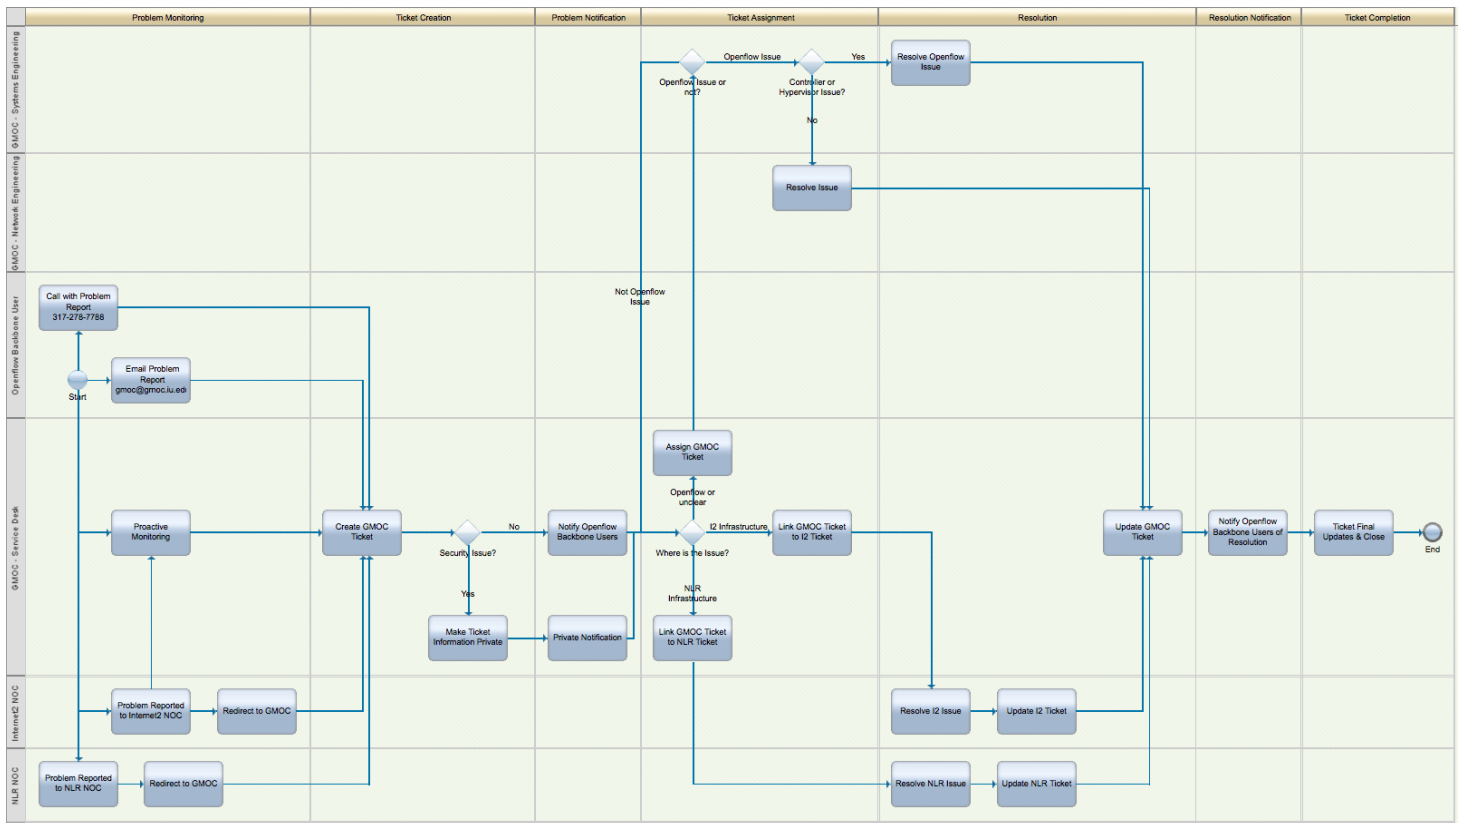 Problem Monitoring
Ticket Creation
Problem Notification
Ticket Assignment
Resolution
Resolution Notification
Ticket Completion
GMOC - Systems Engineering
Openflow Issue or
not?
Openflow Issue
Controller or
Hypervisor Issue?
Yes
No
Resolve Openflow
Issue
GMOC - Network Engineering
Resolve Issue
Openflow Backbone User
Call with Problem
Report
317-278-7788
Start
Email Problem
Report
gmoc@gmoc.iu.edu
Not Openflow
Issue
GMOC - Service Desk
Proactive
Monitoring
Create GMOC
Ticket
Security Issue?
No
Yes
Make Ticket
Information Private
Notify Openflow
Backbone Users
Private Notification
Assign GMOC
Ticket
Openflow or
unclear
Where is the Issue?
I2 Infrastructure
Link GMOC Ticket
to I2 Ticket
NLR
Infrastructure
Link GMOC Ticket
to NLR Ticket
Update GMOC
Ticket
Notify Openflow
Backbone Users of
Resolution
Ticket Final
Updates & Close
End
Internet2 NOC
Problem Reported
to Internet2 NOC
Redirect to GMOC
Resolve I2 Issue
Update I2 Ticket
NLR NOC
Problem Reported
to NLR NOC
Redirect to GMOC
Resolve NLR Issue
Update NLR Ticket